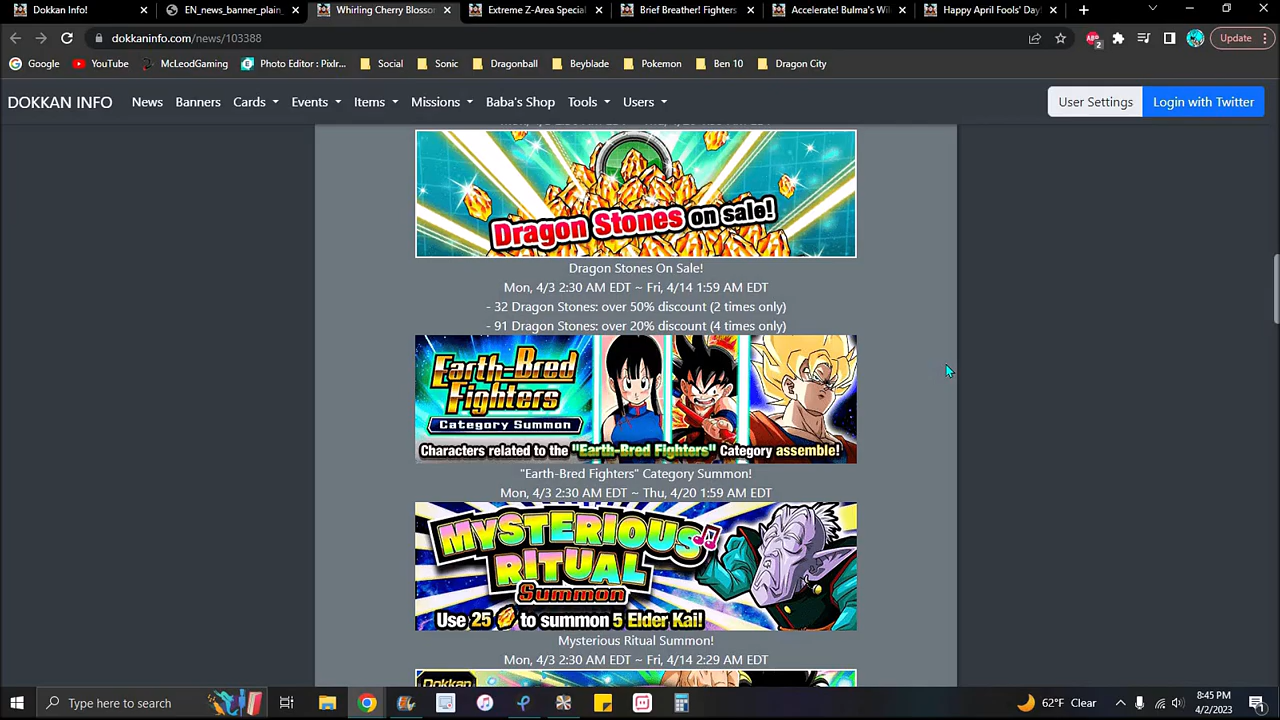 Dokkan Info!
EN_news_banner_plain_
Whirling Cherry Blosson
Extreme Z-Area Special
Brief Breather! Fighters
Accelerate! Bulma's Wil
Happy April Fools' Day!
dokkaninfo.com/news/103388
ABP
2
Update
Google
YouTube
McLeodGaming
Photo Editor : Pixlr...
Social
Sonic
Dragonball
Beyblade
Pokemon
Ben 10
Dragon City
DOKKAN INFO
News
Banners
Cards
Events
Items
Missions
Baba's Shop
Tools
Users
User Settings
Login with Twitter
Dragon Stones on sale!
Dragon Stones On Sale!
Mon, 4/3 2:30 AM EDT ~ Fri, 4/14 1:59 AM EDT
- 32 Dragon Stones: over 50% discount (2 times only)
- 91 Dragon Stones: over 20% discount (4 times only)
Earth-Bred
Fighters
Category Summon
Characters related to the "Earth-Bred Fighters" Category assemble!
"Earth-Bred Fighters" Category Summon!
Mon, 4/3 2:30 AM EDT ~ Thu, 4/20 1:59 AM EDT
MYSTERIOUS
RITUAL
Summon
Use 25 to summon 5 Elder Kai!
Mysterious Ritual Summon!
Mon, 4/3 2:30 AM EDT ~ Fri, 4/14 2:29 AM EDT
Dokkan
Type here to search
62°F Clear
8:45 PM
4/2/2023